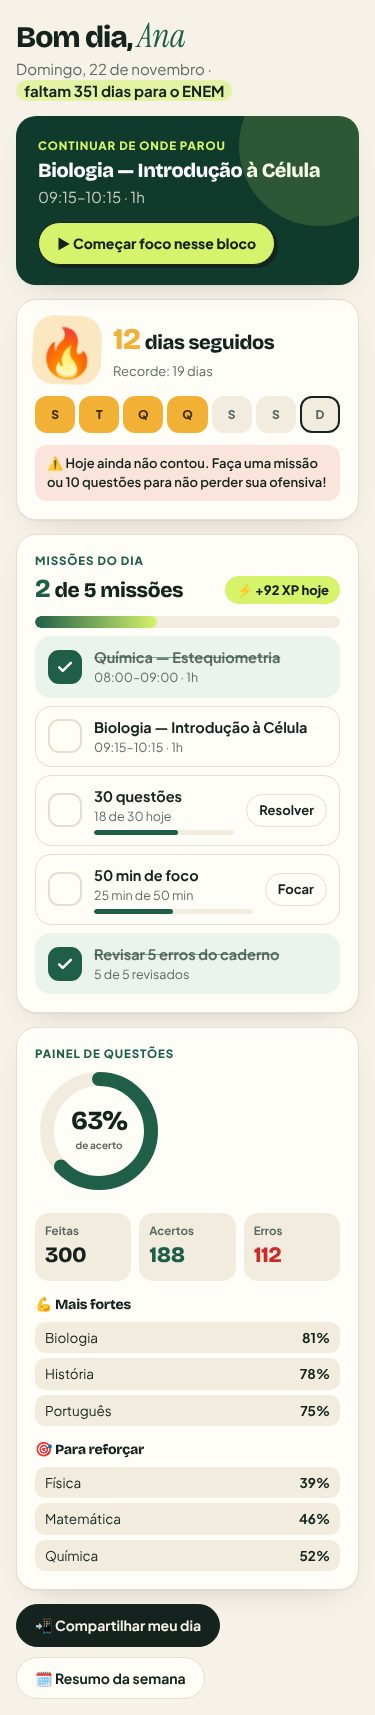 Bom dia, Ana
Domingo, 22 de novembro ·
faltam 351 dias para o ENEM
CONTINUAR DE ONDE PAROU
Biologia — Introdução à Célula
09:15–10:15 · 1h
▶ Começar foco nesse bloco
12 dias seguidos
Recorde: 19 dias
S T Q Q S S D
⚠️ Hoje ainda não contou. Faça uma missão
ou 10 questões para não perder sua ofensiva!
MISSÕES DO DIA
2 de 5 missões
⚡ +92 XP hoje
Química — Estequiometria
08:00–09:00 · 1h
Biologia — Introdução à Célula
09:15–10:15 · 1h
30 questões
18 de 30 hoje
Resolver
50 min de foco
25 min de 50 min
Focar
Revisar 5 erros do caderno
5 de 5 revisados
PAINEL DE QUESTÕES
63%
de acerto
Feitas
300
Acertos
188
Erros
112
💪 Mais fortes
Biologia 81%
História 78%
Português 75%
🎯 Para reforçar
Física 39%
Matemática 46%
Química 52%
📲 Compartilhar meu dia
🗓️ Resumo da semana